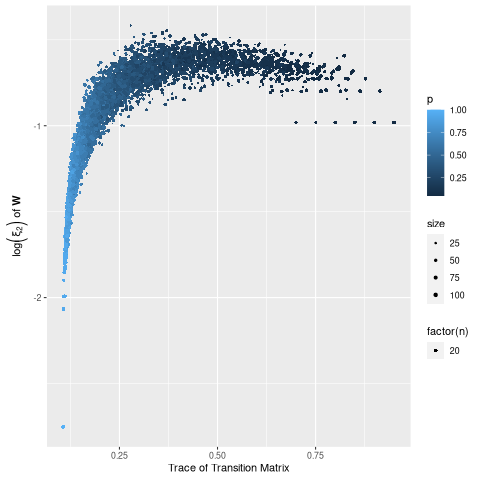 p
1.00
0.75
0.50
0.25
size
25
50
75
100
factor(n)
20
-1
-2
log(ξ2) of W
0.25
0.50
0.75
Trace of Transition Matrix